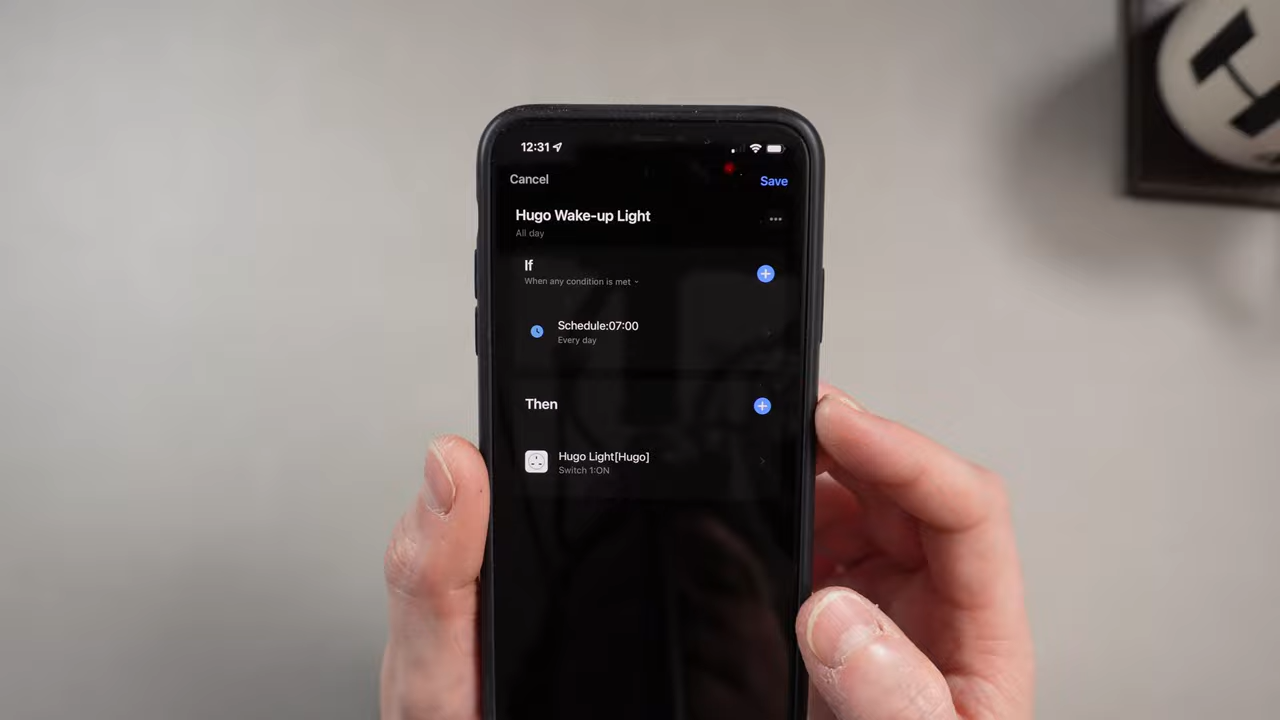 12:31
Cancel
Save
Hugo Wake-up Light
All day
If
When any condition is met
Schedule:07:00
Every day
Then
Hugo Light[Hugo]
Switch 1:ON